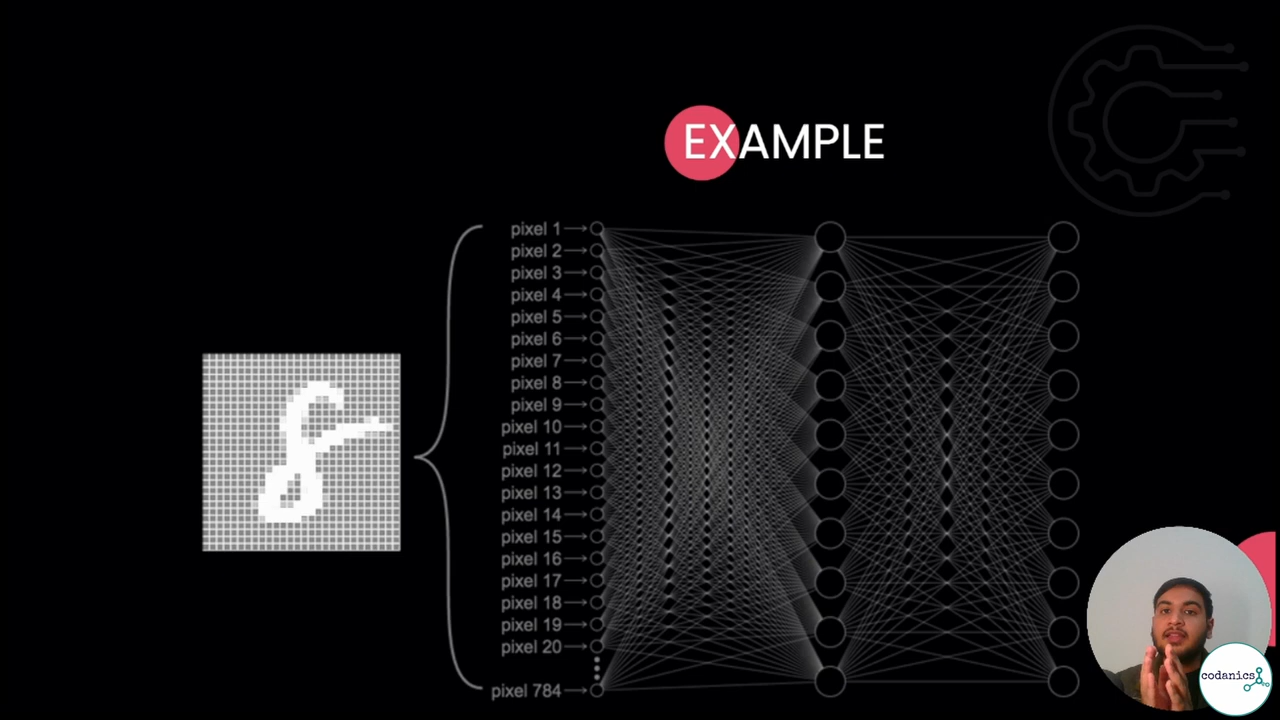 EXAMPLE
pixel 1
pixel 2
pixel 3
pixel 4
pixel 5
pixel 6
pixel 7
pixel 8
pixel 9
pixel 10
pixel 11
pixel 12
pixel 13
pixel 14
pixel 15
pixel 16
pixel 17
pixel 18
pixel 19
pixel 20
pixel 784
8
codanics